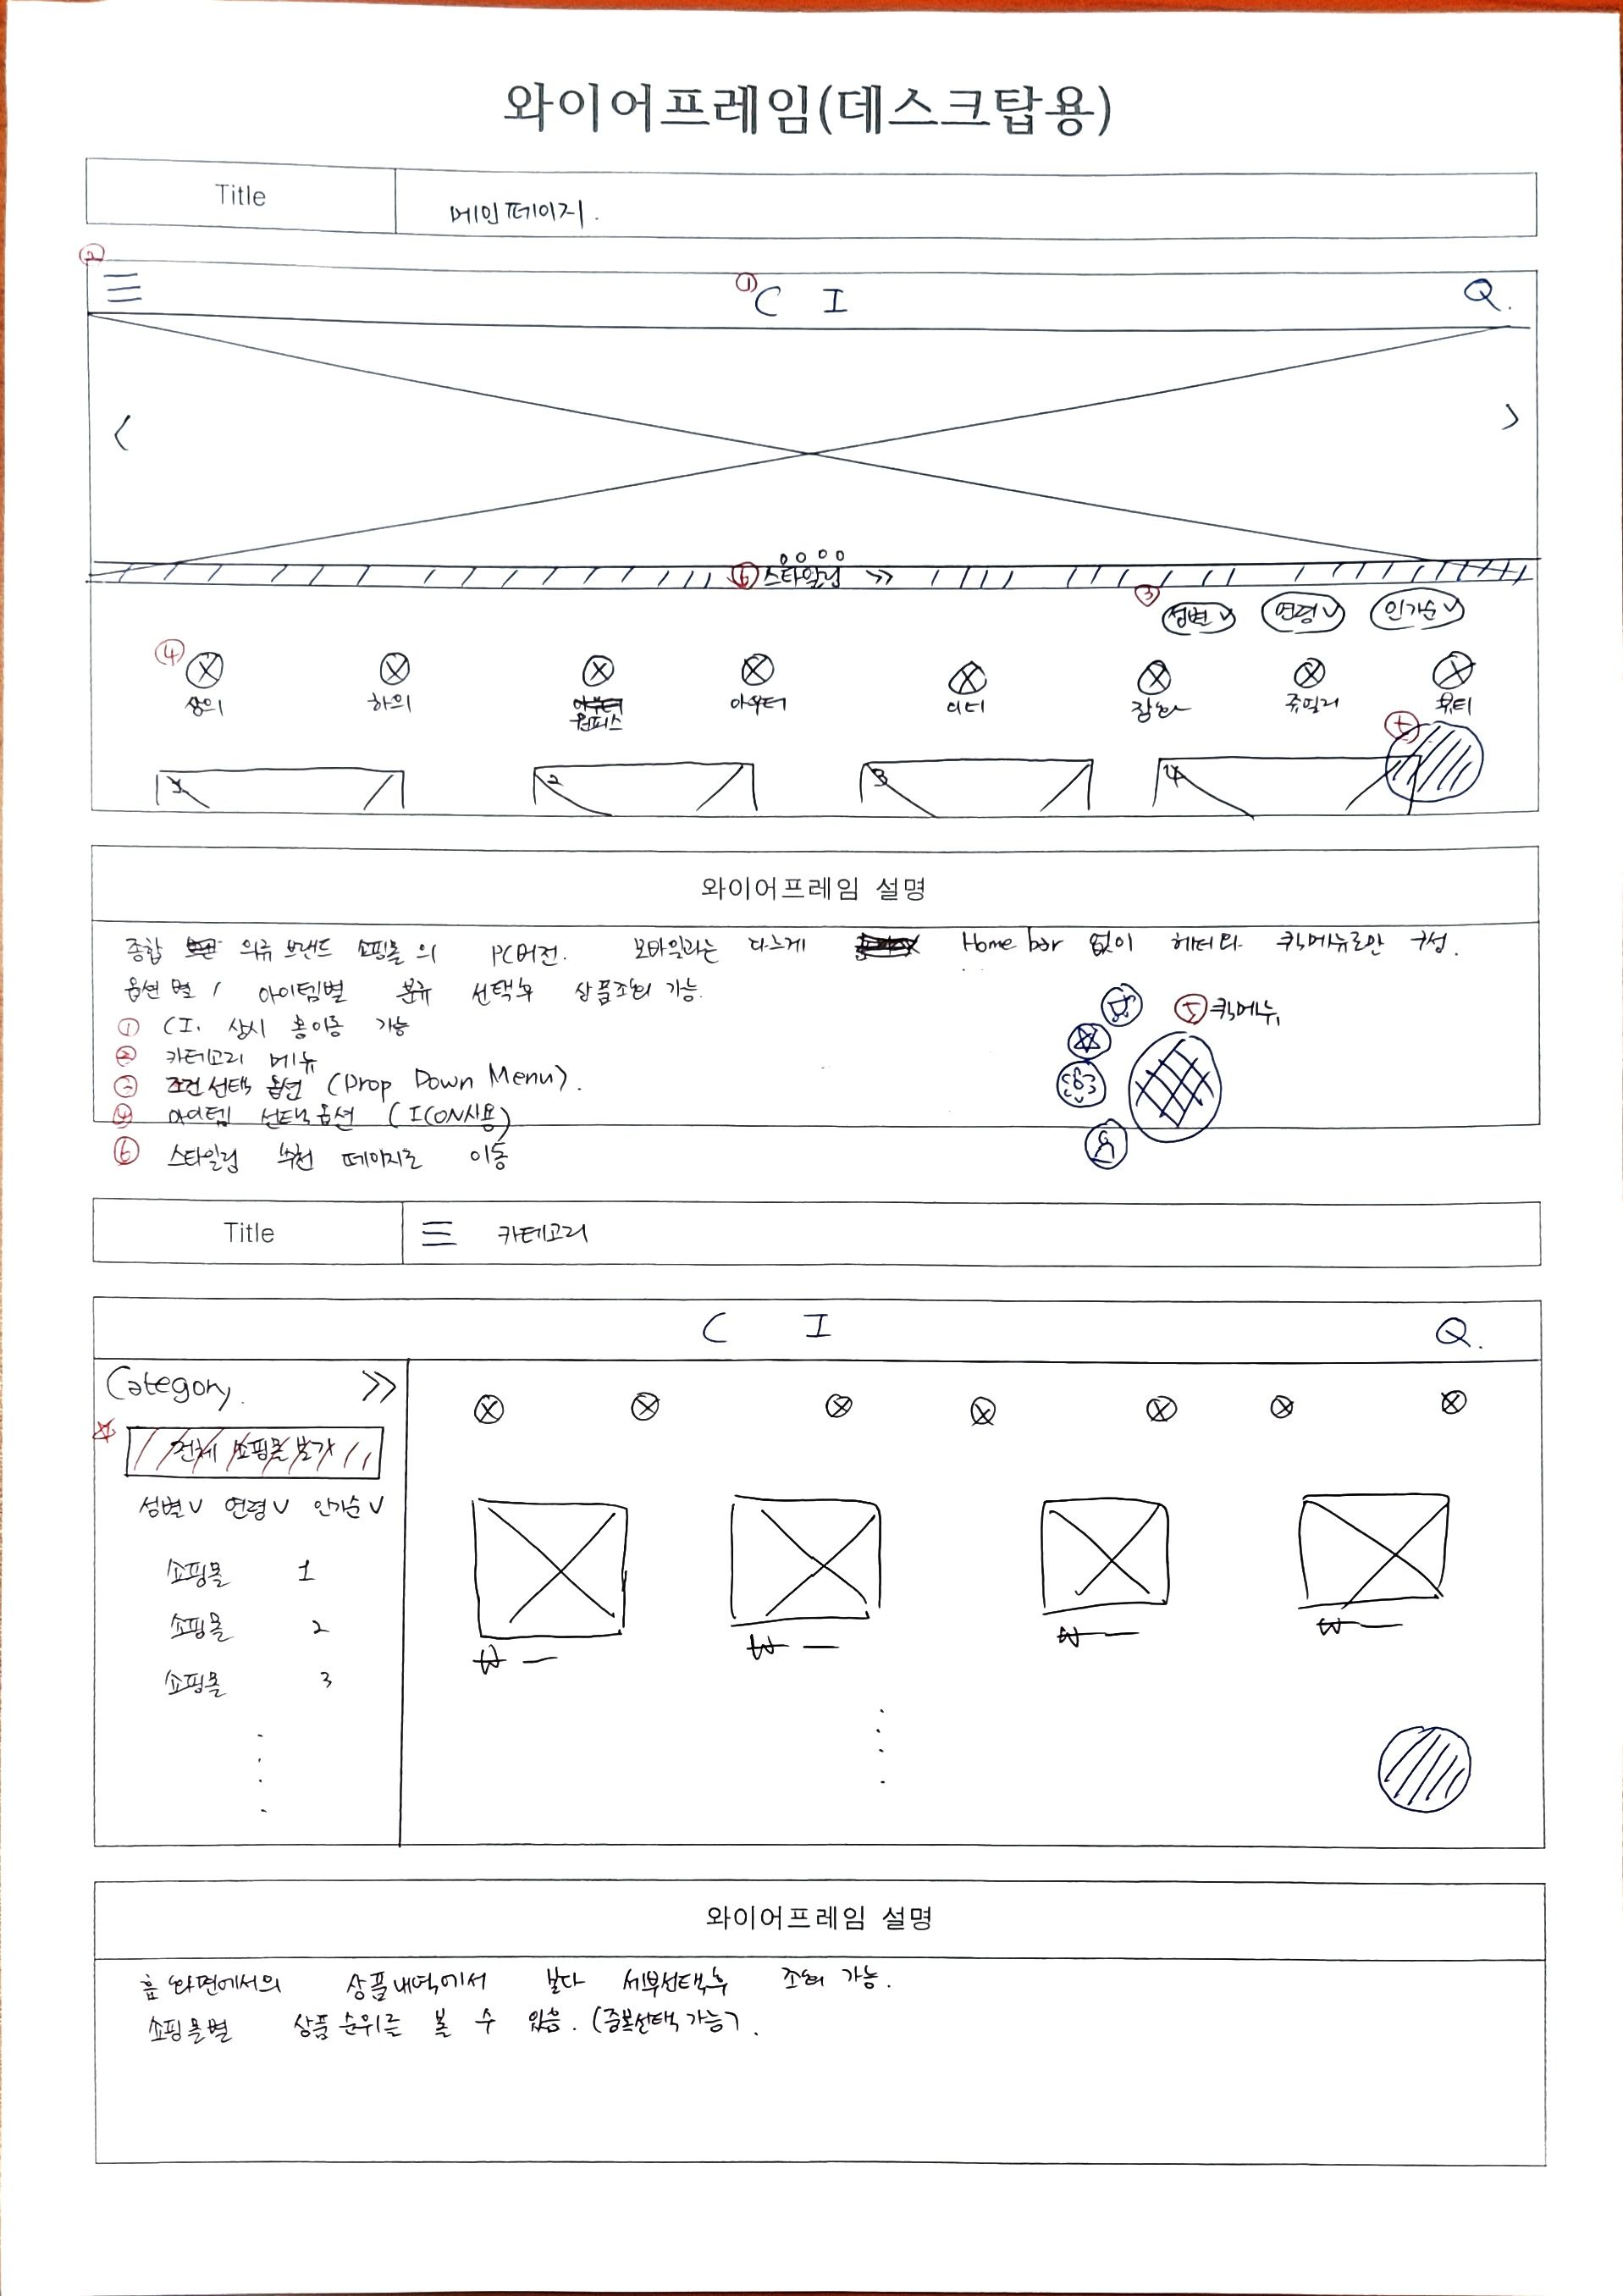 와이어프레임(데스크탑용)
Title 메인페이지.
② ① C I Q.
< >
⑥ 스타일링 >>
③ 성별 ∨ 연령 ∨ 인기순 ∨
④ 상의 하의 원피스 아우터 이너 잡화 쥬얼리 뷰티
1 2 3 4
와이어프레임 설명
종합 의류 브랜드 쇼핑몰의 PC버전. 모바일과는 다르게 Home bar 없이 헤더와 퀵메뉴로만 구성.
옵션 별 / 아이템별 분류 선택후 상품조회 가능.
① CI. 상시 홈이동 가능
② 카테고리 메뉴
③ 조건 선택 옵션 (Drop Down Menu).
④ 아이템 선택옵션 (ICON사용)
⑤ 퀵메뉴
⑥ 스타일링 추천 페이지로 이동
Title ☰ 카테고리
C I Q.
Category. >>
전체 쇼핑몰 보기
성별 ∨ 연령 ∨ 인기순 ∨
쇼핑몰 1
쇼핑몰 2
쇼핑몰 3
₩ — ₩ — ₩ — ₩ —
와이어프레임 설명
홈 화면에서의 상품내역에서 보다 세부선택후 조회 가능.
쇼핑몰별 상품 순위를 볼 수 있음. (중복선택 가능).